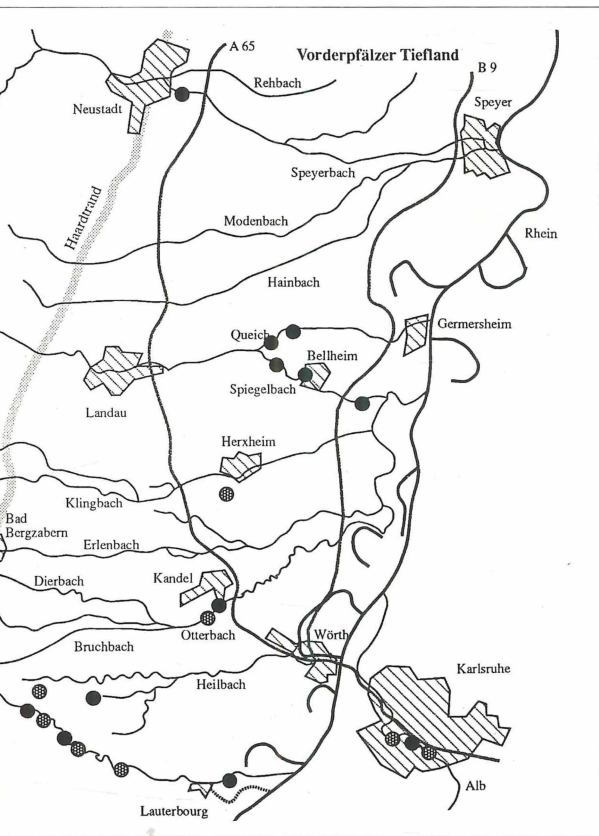 A 65
Vorderpfälzer Tiefland
B 9
Rehbach
Neustadt
Speyer
Speyerbach
Haardtrand
Modenbach
Rhein
Hainbach
Germersheim
Queich
Bellheim
Spiegelbach
Landau
Herxheim
Klingbach
Bad
Bergzabern
Erlenbach
Dierbach
Kandel
Otterbach
Wörth
Bruchbach
Karlsruhe
Heilbach
Alb
Lauterbourg